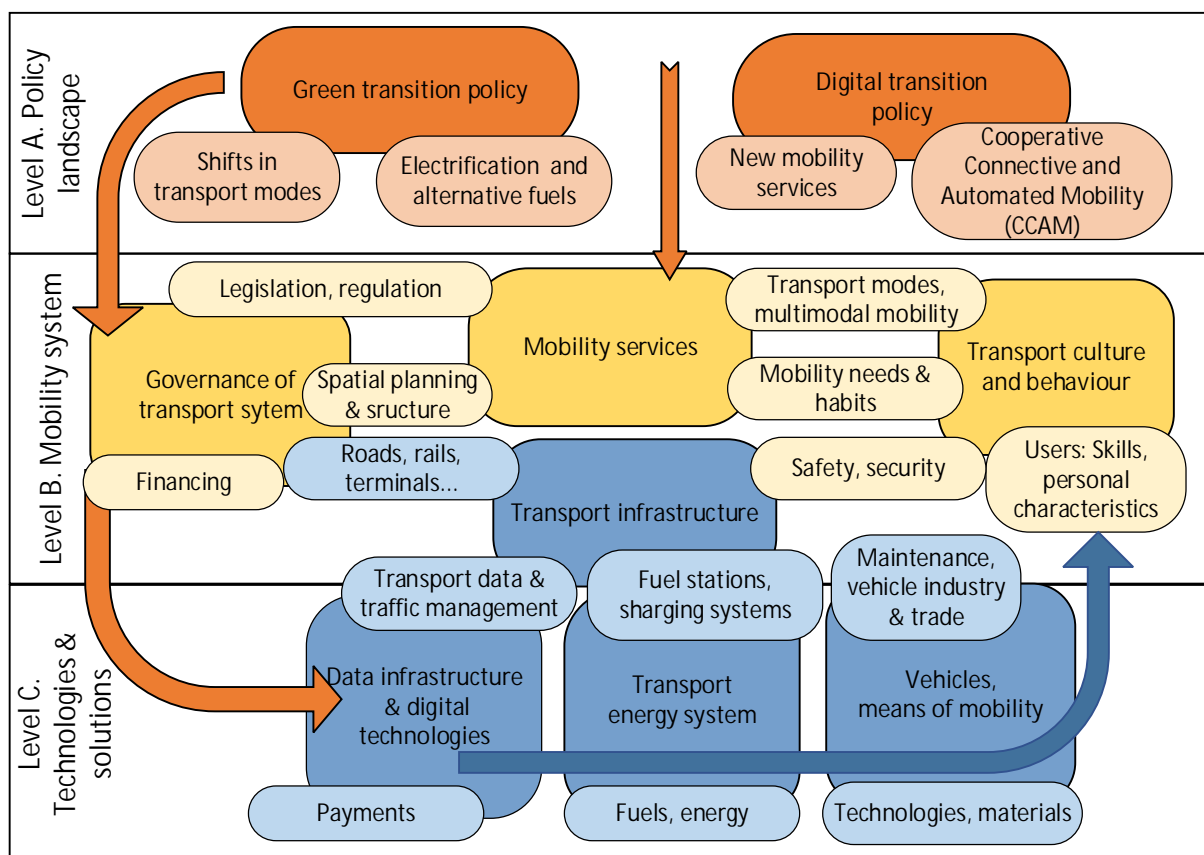 Level A. Policy
landscape
Green transition policy
Shifts in
transport modes
Electrification and
alternative fuels
Digital transition
policy
New mobility
services
Cooperative
Connective and
Automated Mobility
(CCAM)
Level B. Mobility system
Legislation, regulation
Governance of
transport sytem
Spatial planning
& sructure
Financing
Mobility services
Transport modes,
multimodal mobility
Mobility needs &
habits
Transport culture
and behaviour
Safety, security
Users: Skills,
personal
characteristics
Roads, rails,
terminals...
Transport infrastructure
Level C.
Technologies &
solutions
Transport data &
traffic management
Data infrastructure
& digital
technologies
Payments
Fuel stations,
sharging systems
Transport
energy system
Fuels, energy
Maintenance,
vehicle industry
& trade
Vehicles,
means of mobility
Technologies, materials